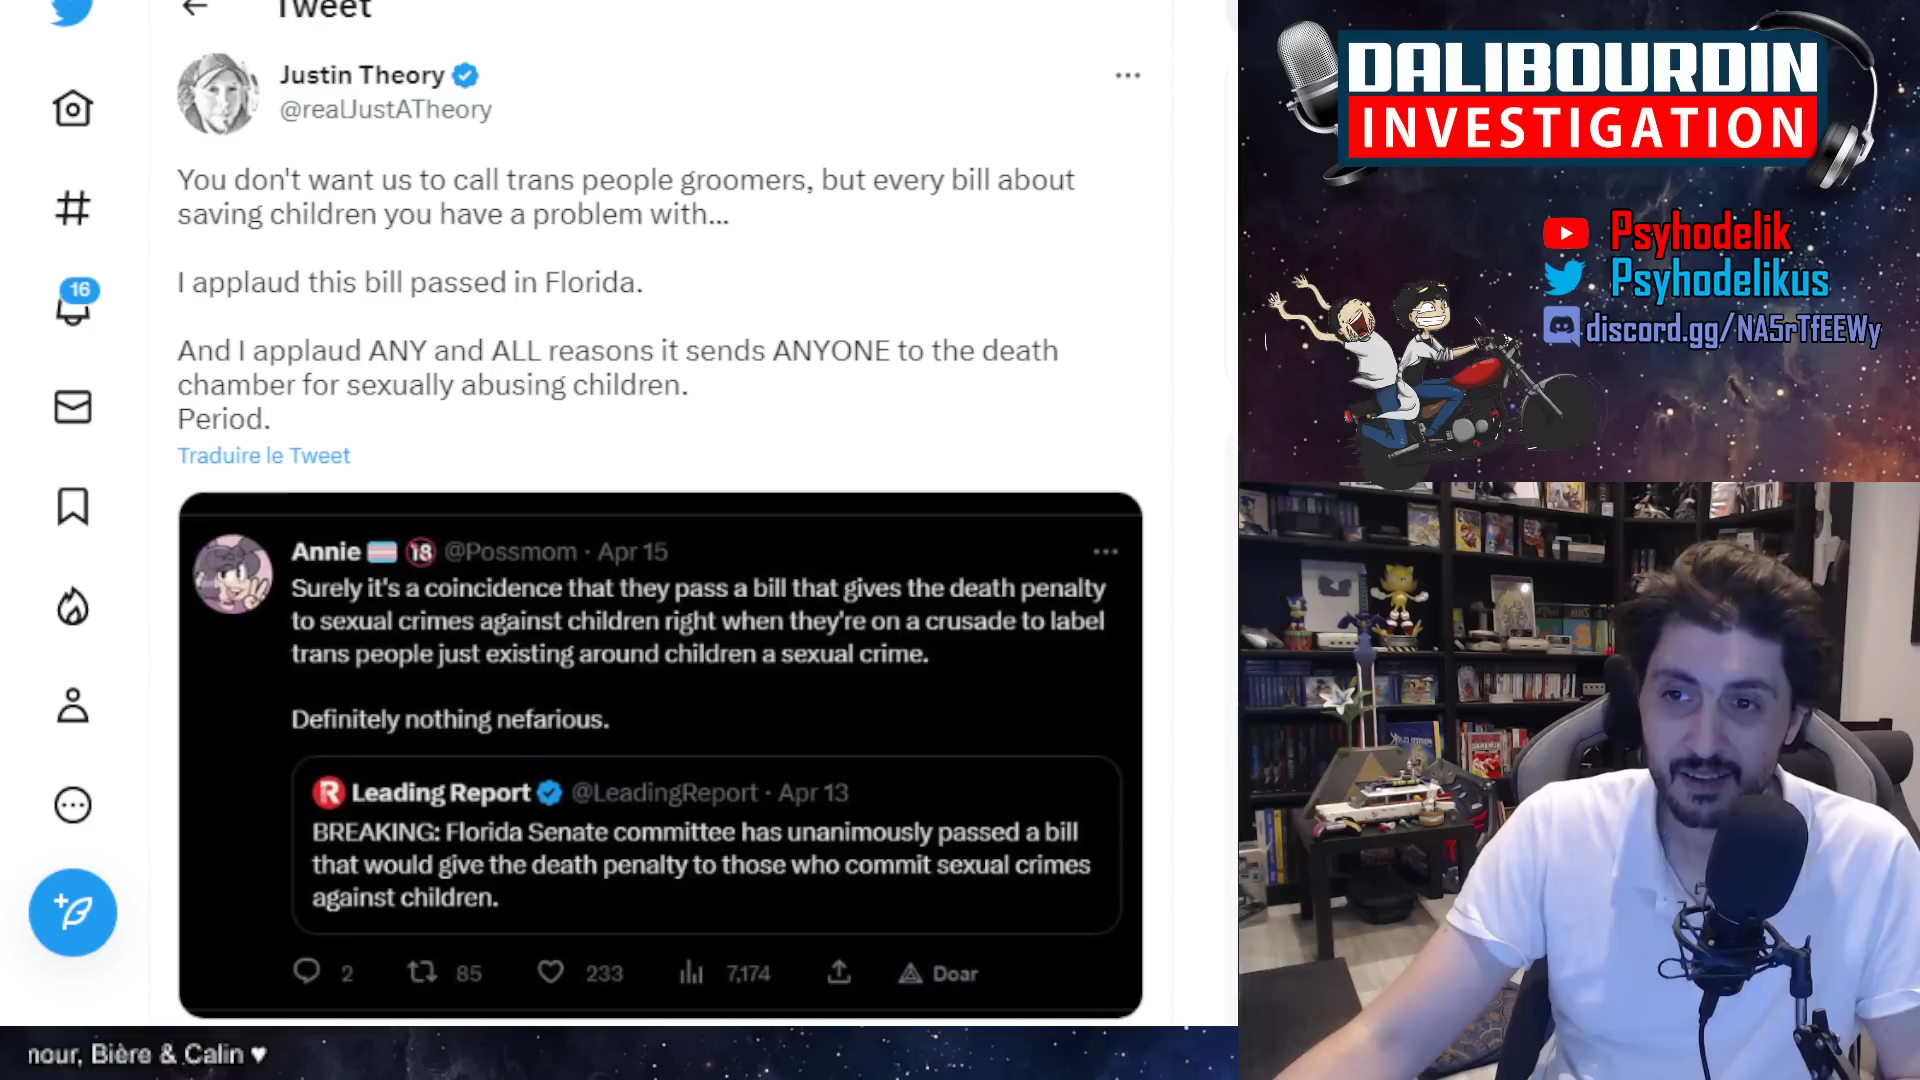 Tweet
Justin Theory
@realJustATheory
You don't want us to call trans people groomers, but every bill about
saving children you have a problem with...
I applaud this bill passed in Florida.
And I applaud ANY and ALL reasons it sends ANYONE to the death
chamber for sexually abusing children.
Period.
Traduire le Tweet
16
Annie 18 @Possmom · Apr 15
Surely it's a coincidence that they pass a bill that gives the death penalty
to sexual crimes against children right when they're on a crusade to label
trans people just existing around children a sexual crime.
Definitely nothing nefarious.
Leading Report @LeadingReport · Apr 13
BREAKING: Florida Senate committee has unanimously passed a bill
that would give the death penalty to those who commit sexual crimes
against children.
2 85 233 7,174 Doar
nour, Bière & Calin ♥
DALIBOURDIN
INVESTIGATION
Psyhodelik
Psyhodelikus
discord.gg/NA5rTfEEWy